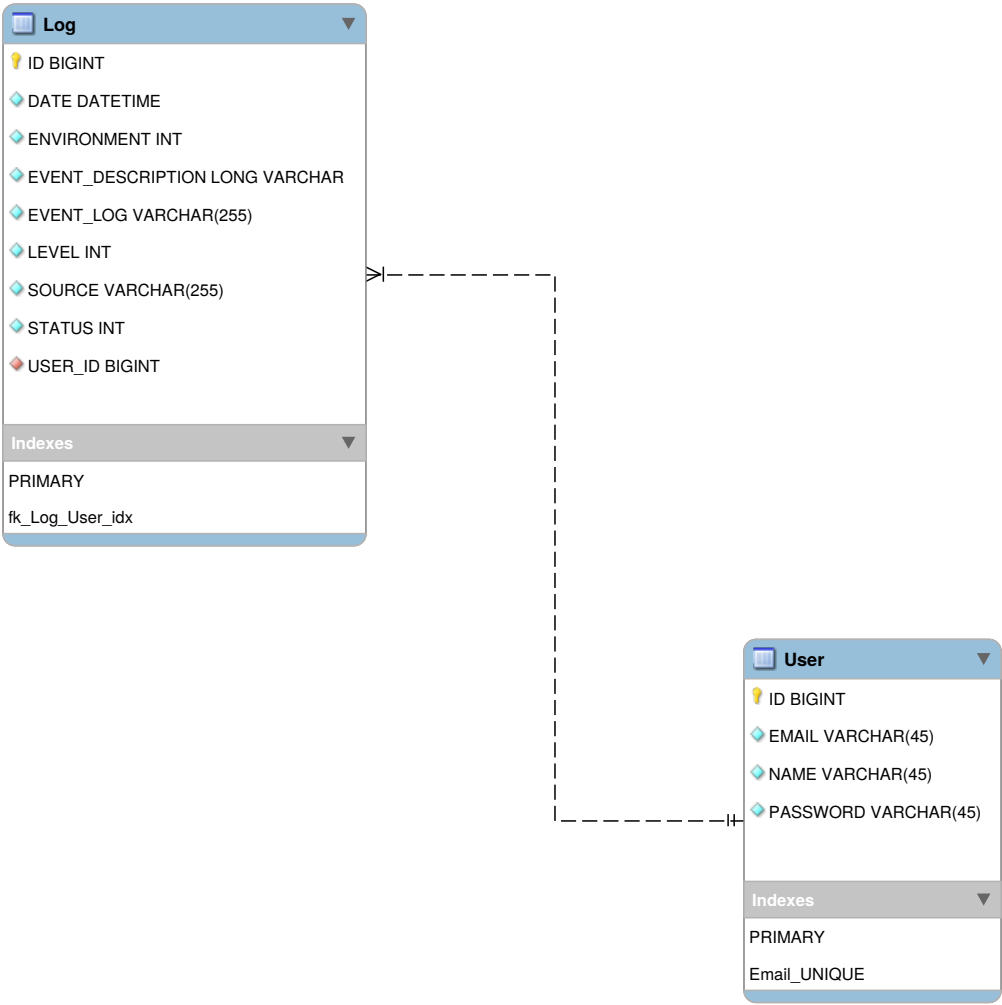 Log
ID BIGINT
DATE DATETIME
ENVIRONMENT INT
EVENT_DESCRIPTION LONG VARCHAR
EVENT_LOG VARCHAR(255)
LEVEL INT
SOURCE VARCHAR(255)
STATUS INT
USER_ID BIGINT
Indexes
PRIMARY
fk_Log_User_idx
User
ID BIGINT
EMAIL VARCHAR(45)
NAME VARCHAR(45)
PASSWORD VARCHAR(45)
Indexes
PRIMARY
Email_UNIQUE